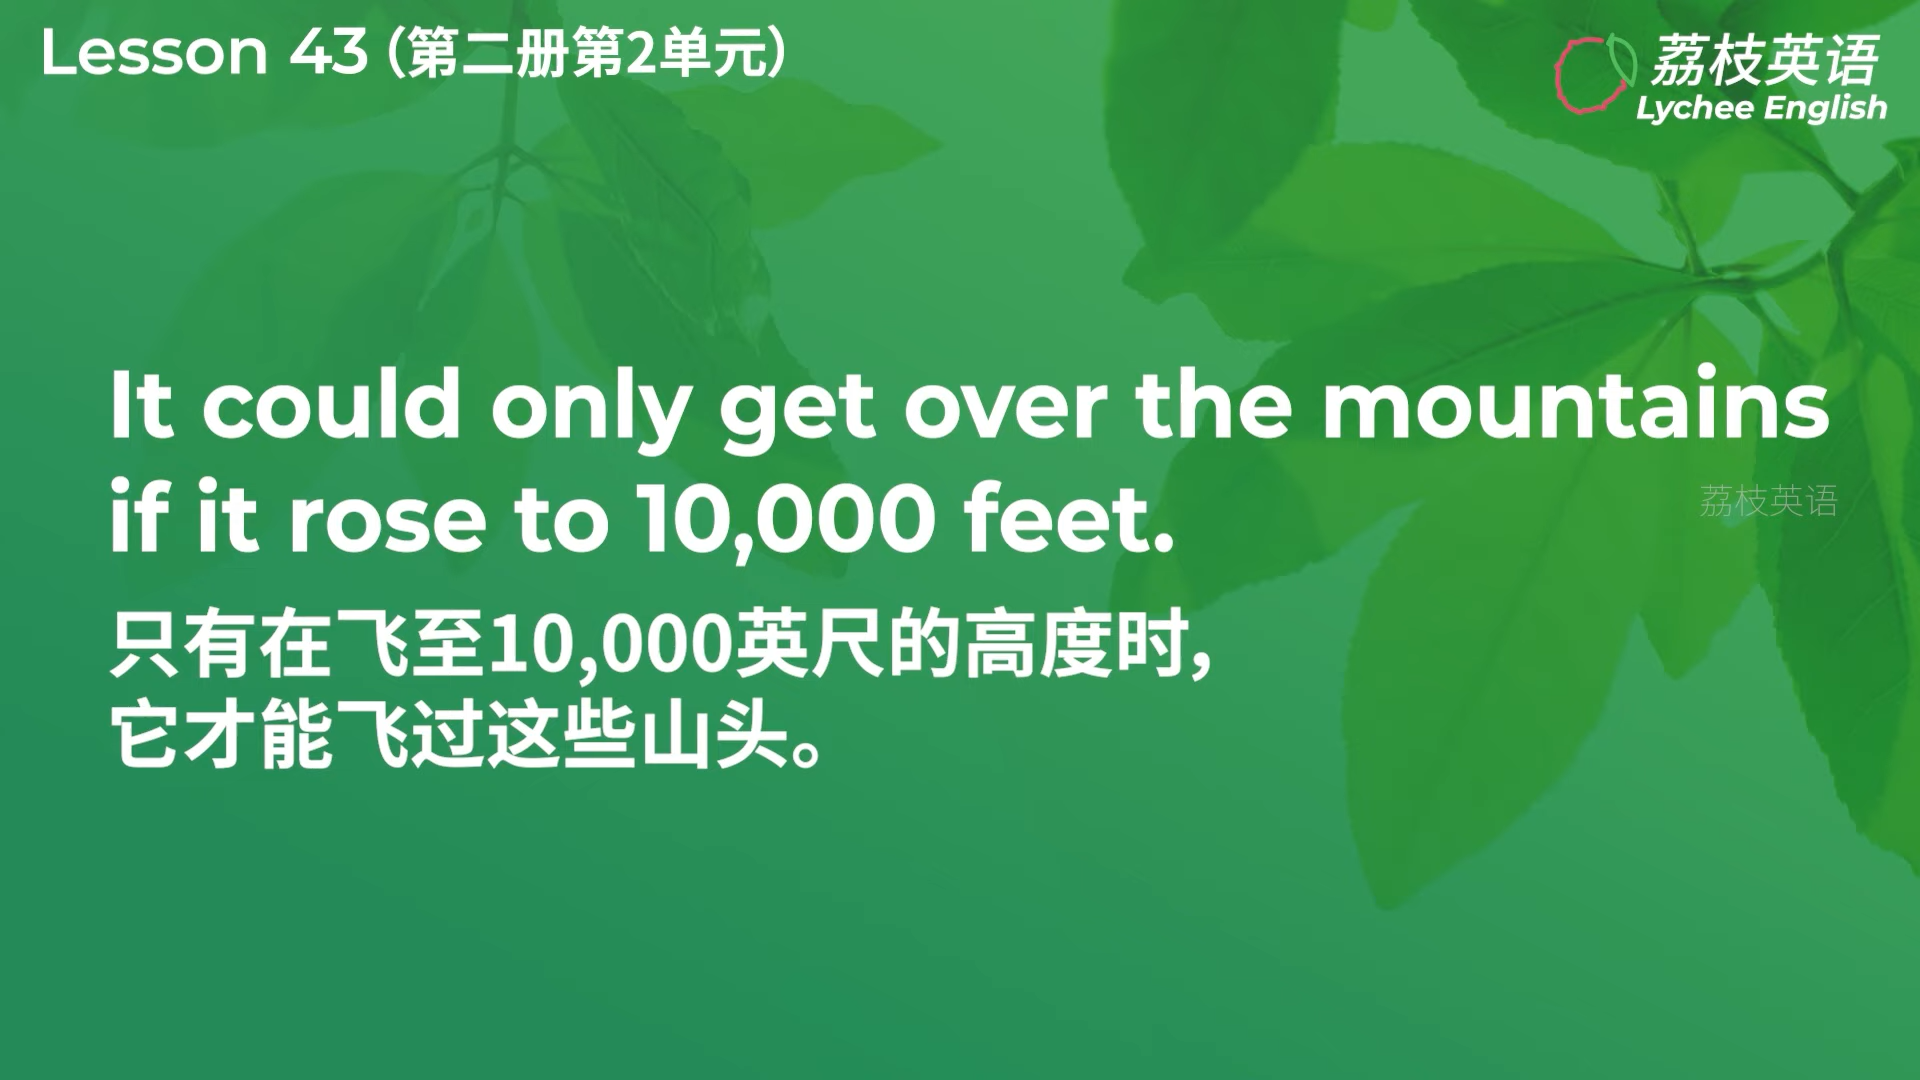 Lesson 43（第二册第2单元）
荔枝英语
Lychee English
It could only get over the mountains
if it rose to 10,000 feet.
荔枝英语
只有在飞至10,000英尺的高度时,
它才能飞过这些山头。